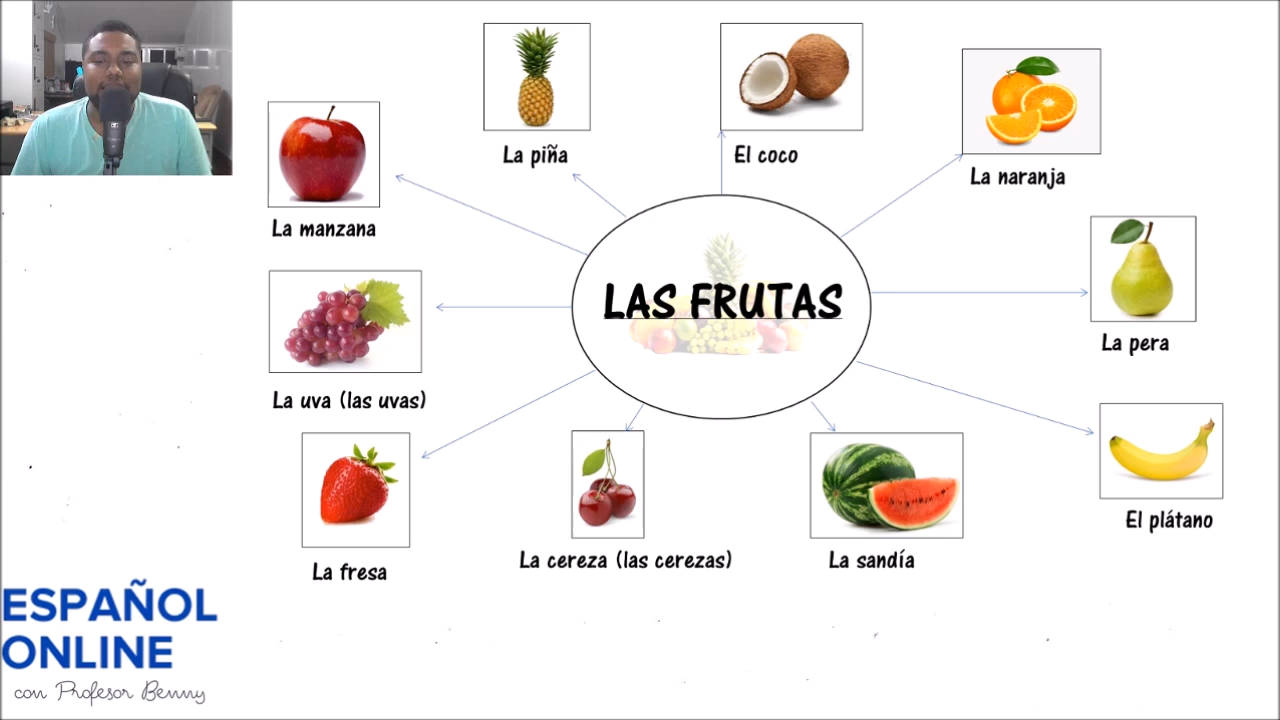 La piña
El coco
La naranja
La manzana
LAS FRUTAS
La pera
La uva (las uvas)
El plátano
La cereza (las cerezas)
La sandía
La fresa
ESPAÑOL
ONLINE
con Profesor Benny